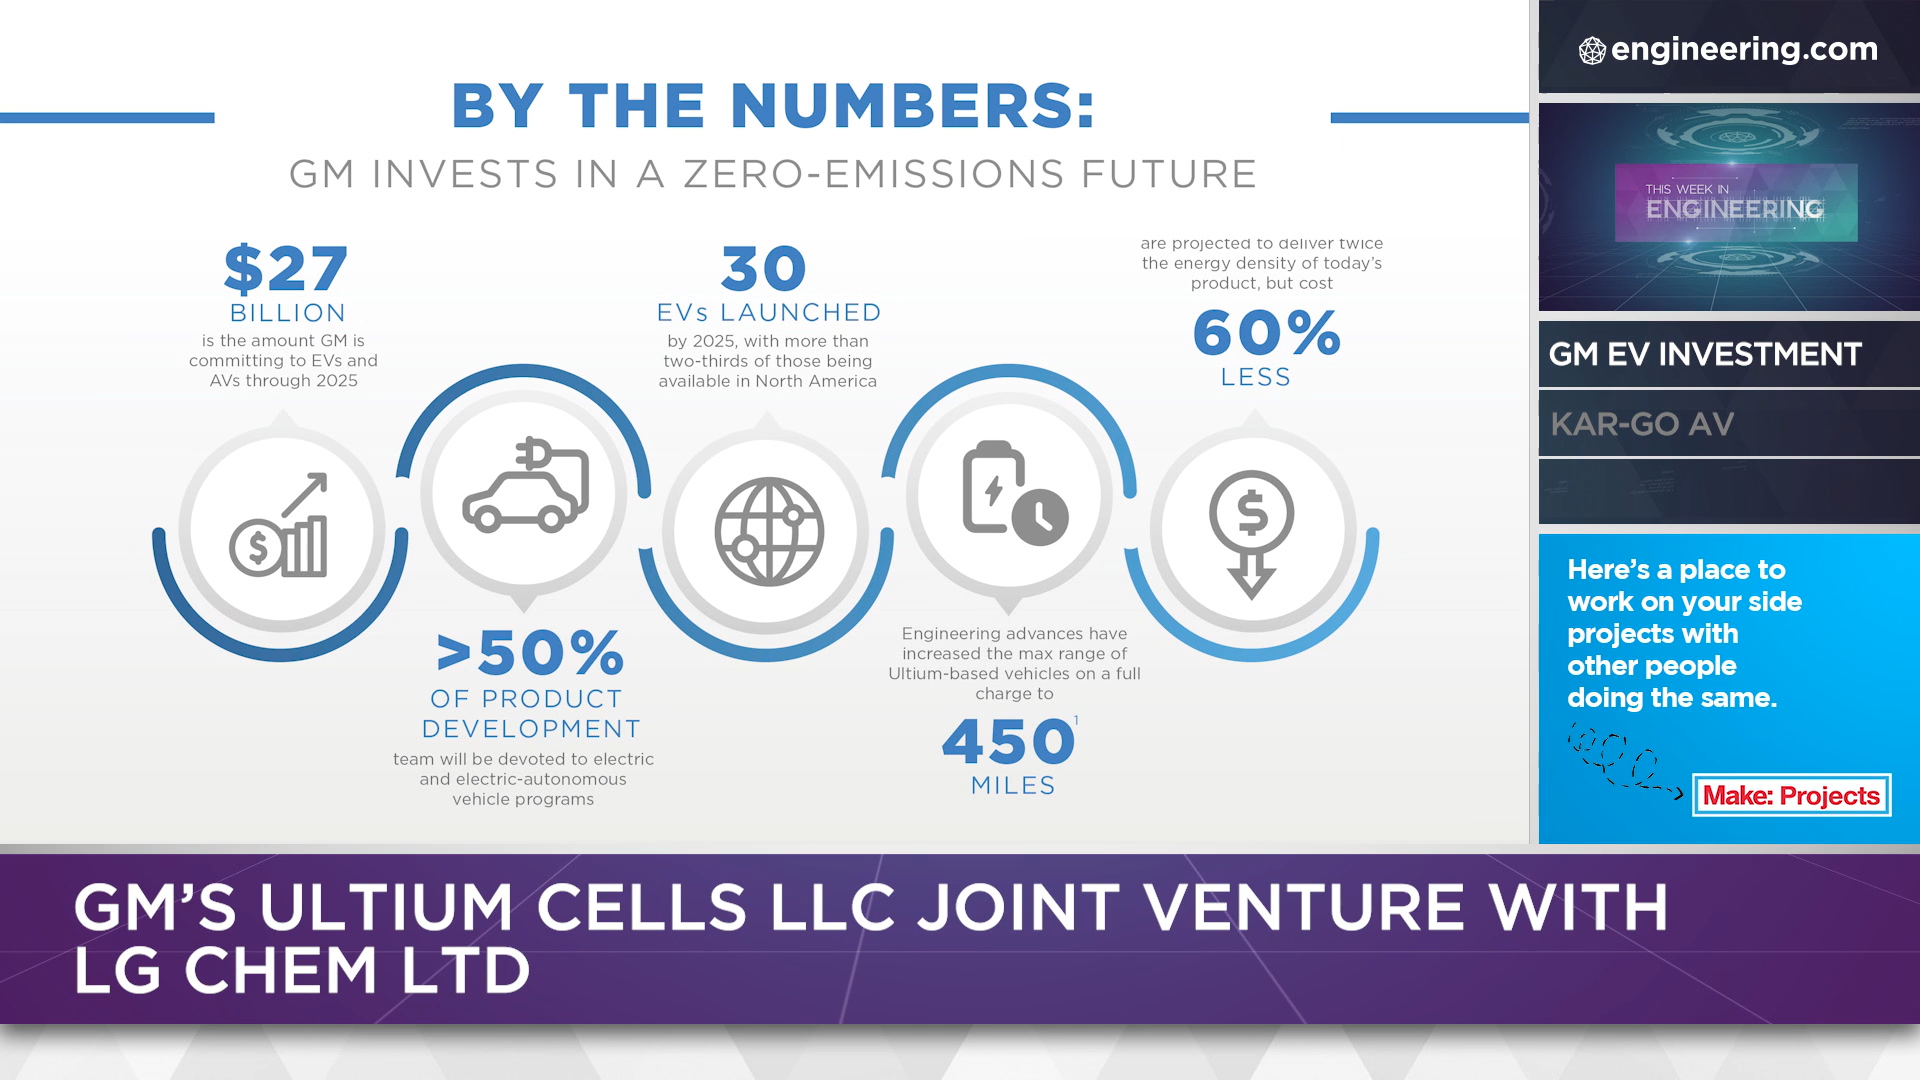 BY THE NUMBERS:
GM INVESTS IN A ZERO-EMISSIONS FUTURE
$27
BILLION
is the amount GM is
committing to EVs and
AVs through 2025
>50%
OF PRODUCT
DEVELOPMENT
team will be devoted to electric
and electric-autonomous
vehicle programs
30
EVs LAUNCHED
by 2025, with more than
two-thirds of those being
available in North America
Engineering advances have
increased the max range of
Ultium-based vehicles on a full
charge to
450¹
MILES
are projected to deliver twice
the energy density of today's
product, but cost
60%
LESS
engineering.com
THIS WEEK IN
ENGINEERING
GM EV INVESTMENT
KAR-GO AV
Here's a place to
work on your side
projects with
other people
doing the same.
Make: Projects
GM'S ULTIUM CELLS LLC JOINT VENTURE WITH
LG CHEM LTD